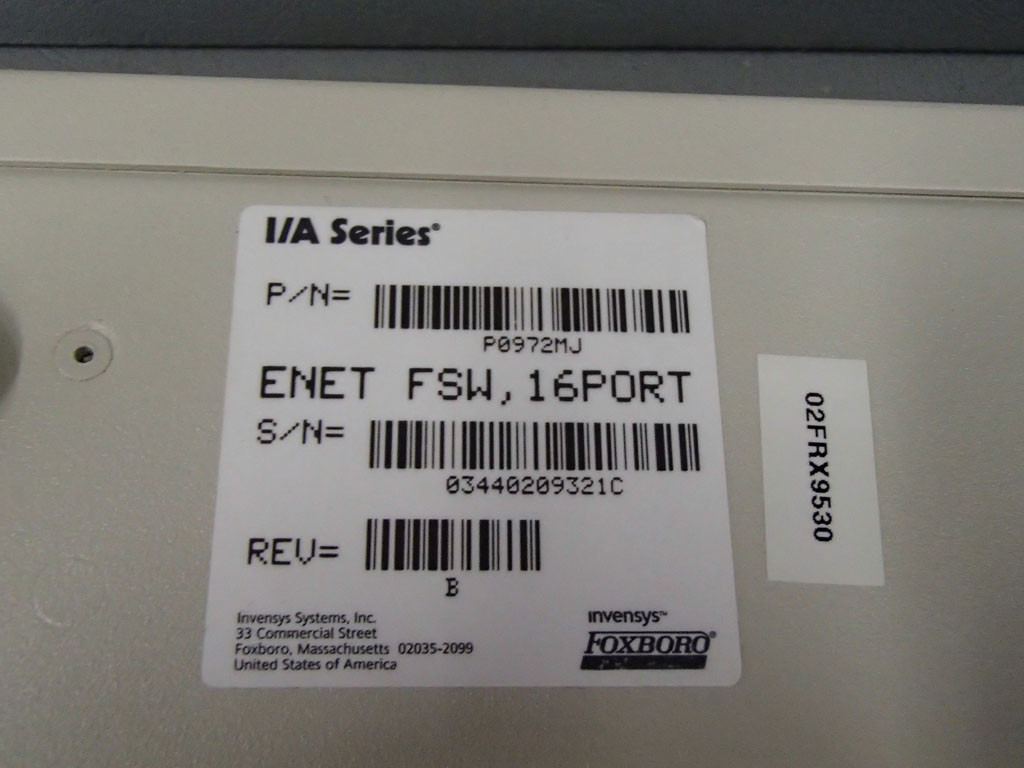 I/A Series®
P/N=
P0972MJ
ENET FSW,16PORT
S/N=
03440209321C
REV=
B
Invensys Systems, Inc.
33 Commercial Street
Foxboro, Massachusetts 02035-2099
United States of America
invensys™
FOXBORO®
02FRX9530